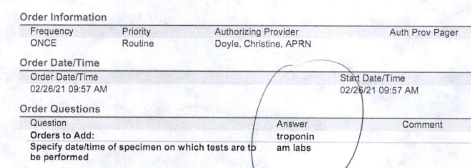 Order Information
Frequency Priority Authorizing Provider Auth Prov Pager
ONCE Routine Doyle, Christine, APRN
Order Date/Time
Order Date/Time Start Date/Time
02/26/21 09:57 AM 02/26/21 09:57 AM
Order Questions
Question Answer Comment
Orders to Add: troponin
Specify date/time of specimen on which tests are to am labs
be performed